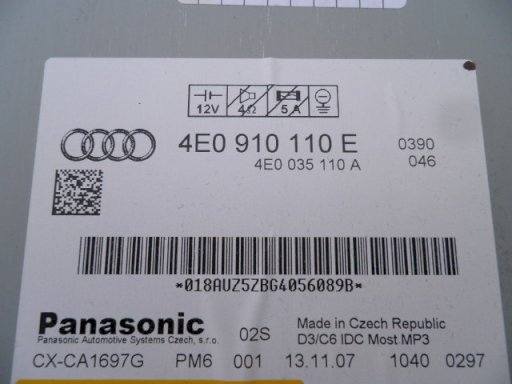 12V 4Ω 5A
4E0 910 110 E 0390
4E0 035 110 A 046
*018AUZ5ZBG4056089B*
Panasonic 02S Made in Czech Republic
Panasonic Automotive Systems Czech, s.r.o. D3/C6 IDC Most MP3
CX-CA1697G PM6 001 13.11.07 1040 0297